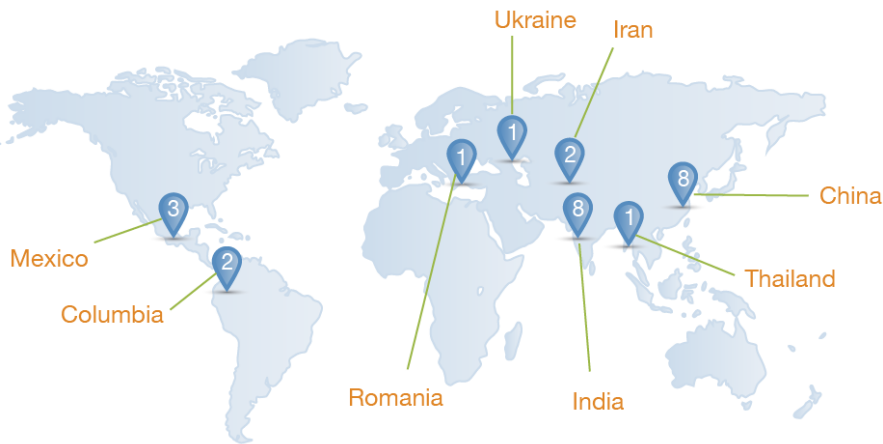 Ukraine
Iran
1
1
2
8
China
3
8
1
Mexico
2
Thailand
Columbia
Romania
India